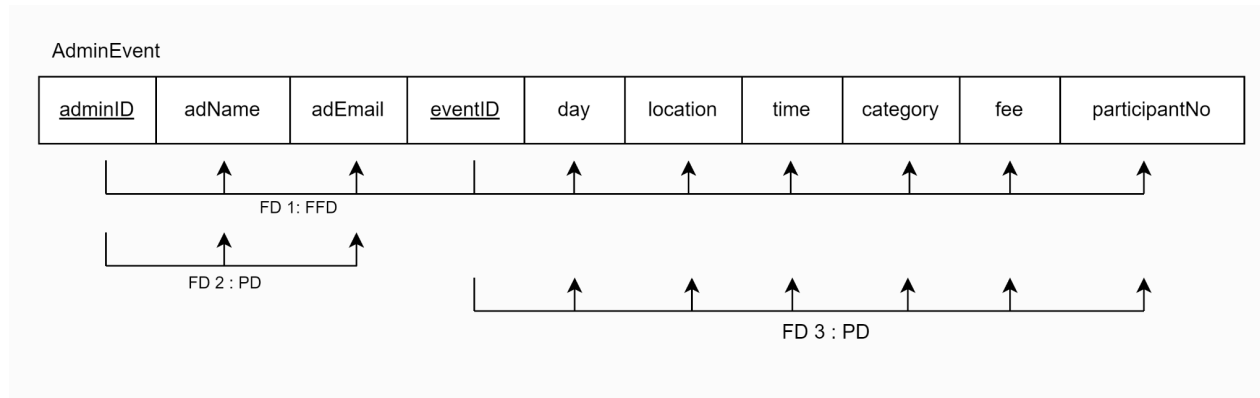 AdminEvent
adminID adName adEmail eventID day location time category fee participantNo
FD 1: FFD
FD 2 : PD
FD 3 : PD